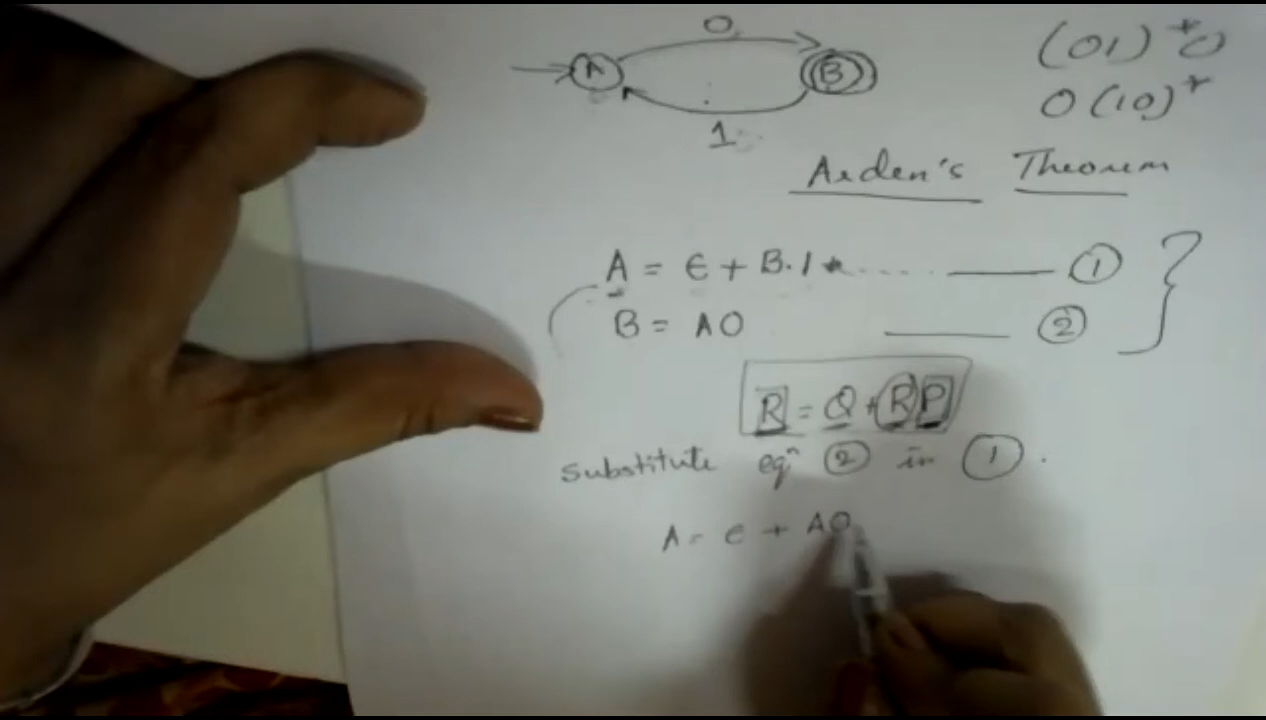 0
A B
1
(01)*0
0(10)*
Arden's Theorem
A = ϵ + B.1 ①
B = A0 ②
R = Q + RP
Substitute eqⁿ ② in ①.
A = ϵ + A0